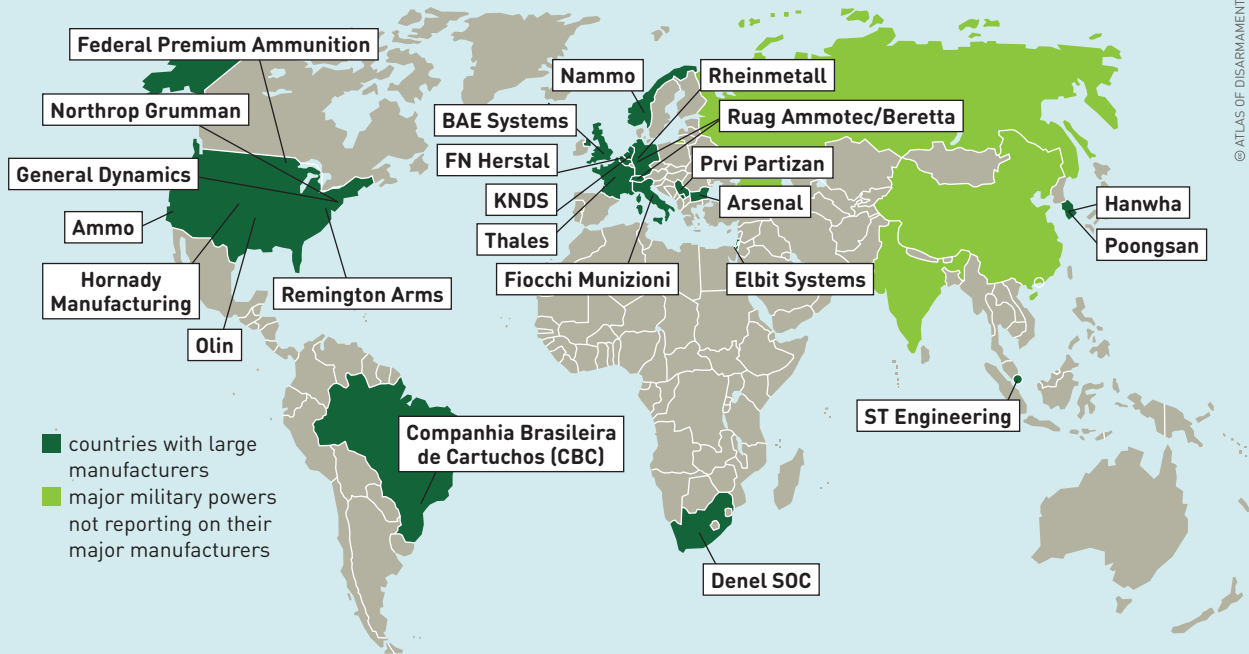 © ATLAS OF DISARMAMENT
Federal Premium Ammunition
Northrop Grumman
General Dynamics
Ammo
Hornady
Manufacturing
Remington Arms
Olin
Nammo
Rheinmetall
BAE Systems
Ruag Ammotec/Beretta
FN Herstal
Prvi Partizan
KNDS
Arsenal
Thales
Fiocchi Munizioni
Elbit Systems
Hanwha
Poongsan
ST Engineering
Companhia Brasileira
de Cartuchos (CBC)
Denel SOC
countries with large
manufacturers
major military powers
not reporting on their
major manufacturers